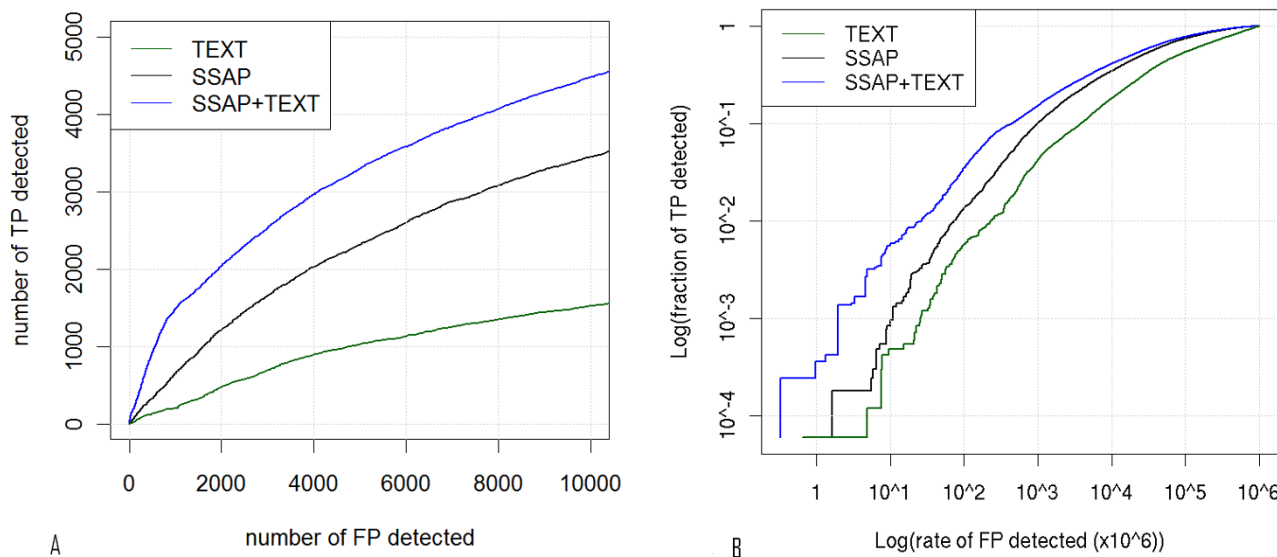 TEXT
SSAP
SSAP+TEXT
number of TP detected
0 1000 2000 3000 4000 5000
0 2000 4000 6000 8000 10000
number of FP detected
A
TEXT
SSAP
SSAP+TEXT
Log(fraction of TP detected)
10^-4 10^-3 10^-2 10^-1 1
1 10^1 10^2 10^3 10^4 10^5 10^6
Log(rate of FP detected (x10^6))
B